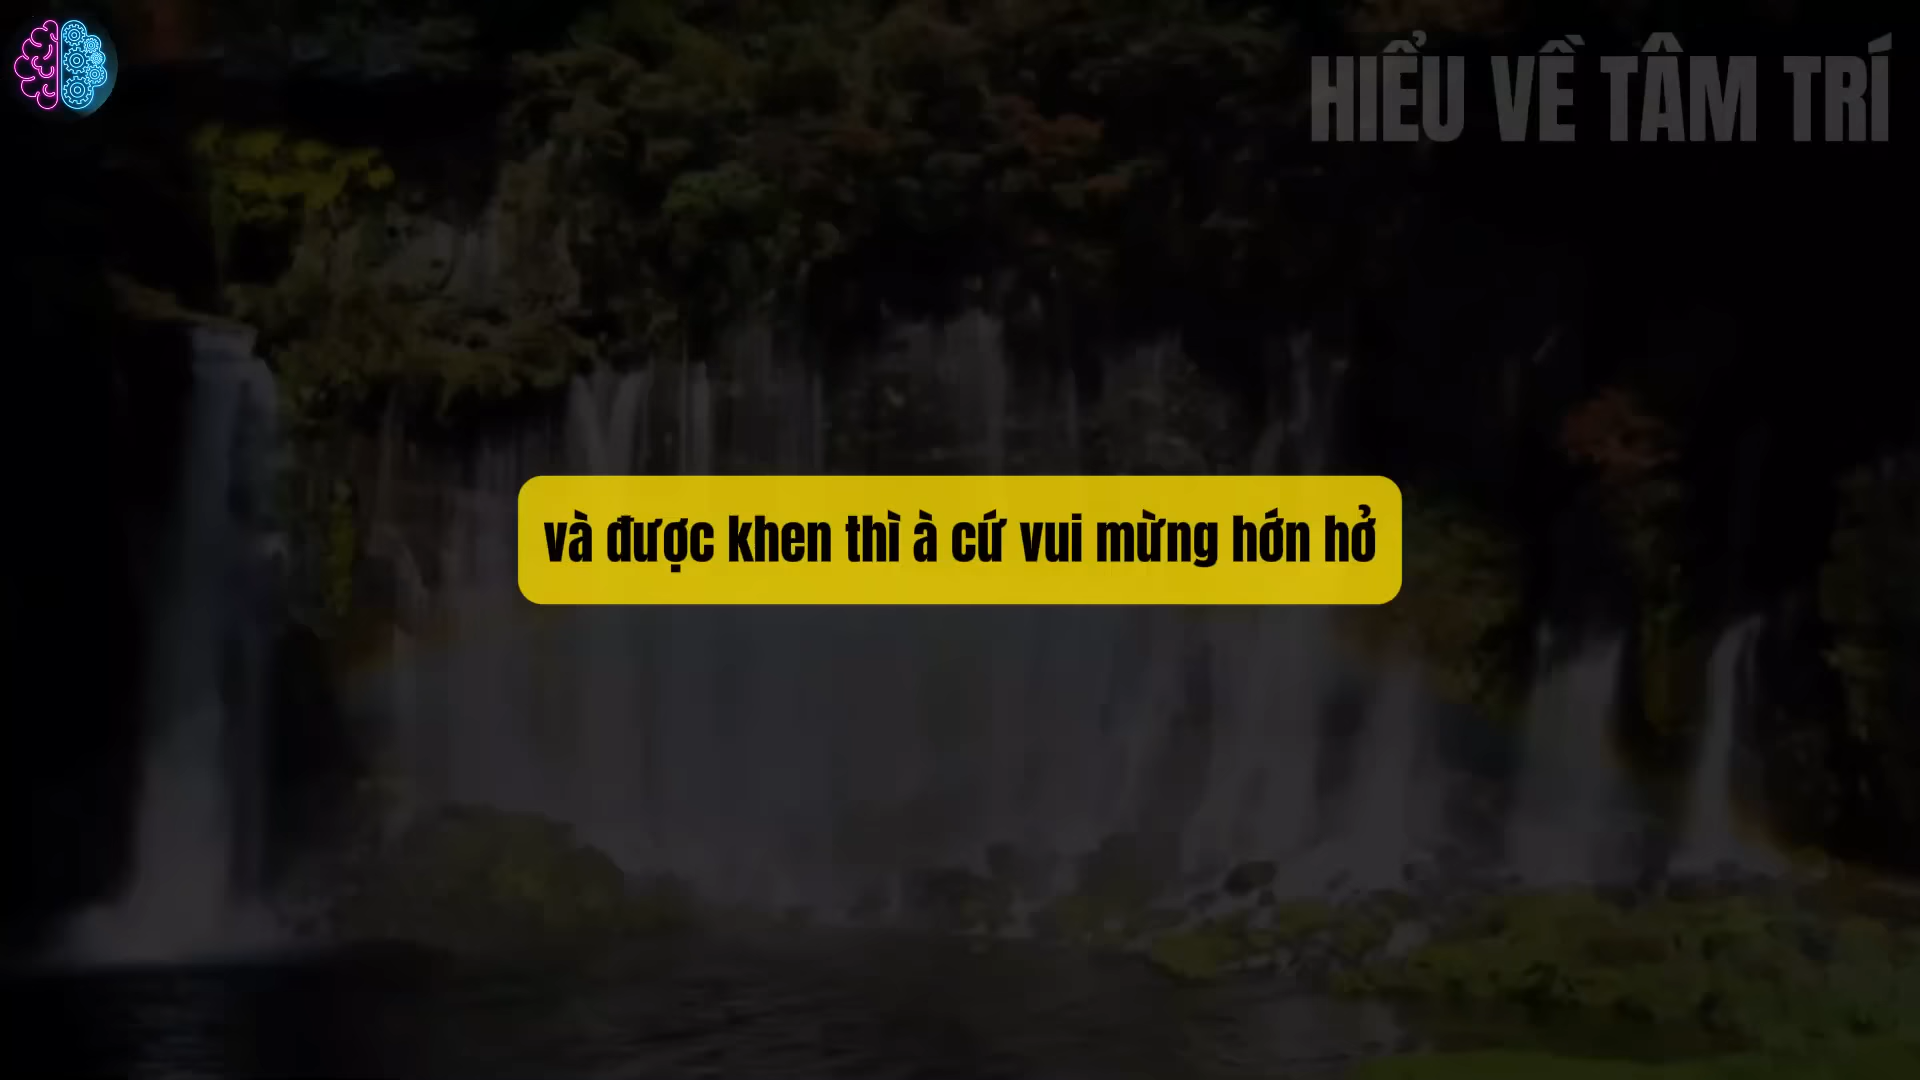 HIỂU VỀ TÂM TRÍ
và được khen thì à cứ vui mừng hớn hở